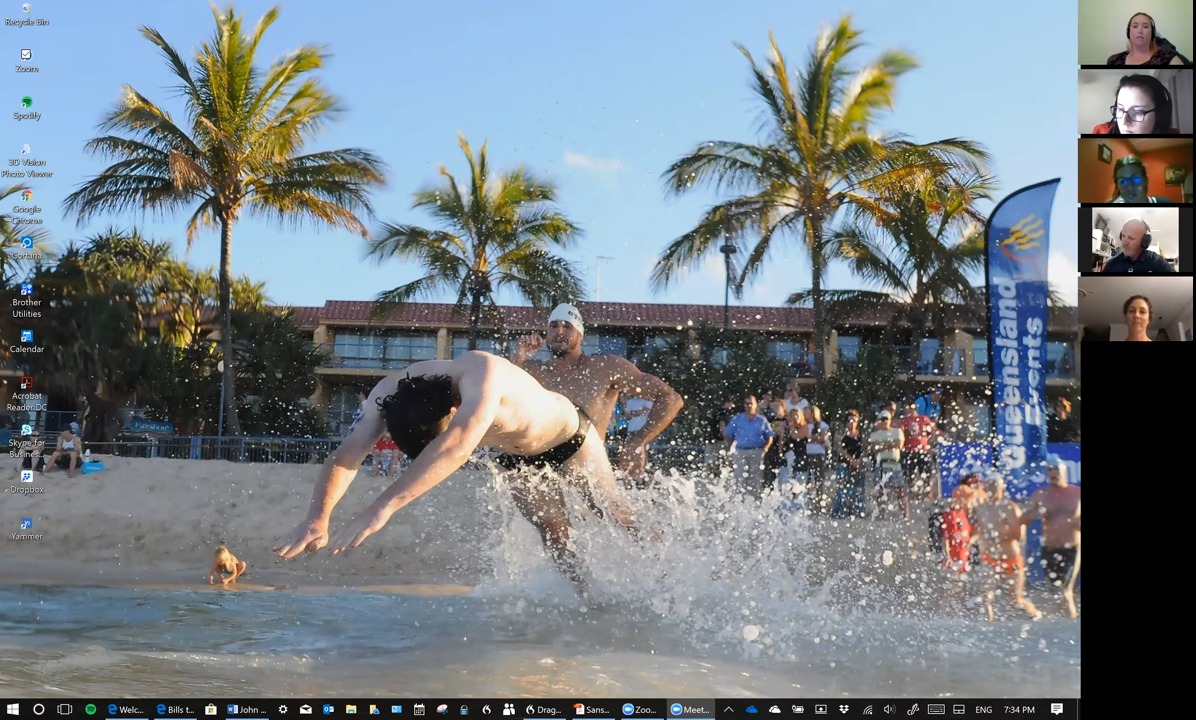 Recycle Bin
Zoom
Spotify
3D Vision
Photo Viewer
Google
Chrome
Cortana
Brother
Utilities
Calendar
Acrobat
Reader DC
Skype for
Busines...
Dropbox
Yammer
Queensland
Events
Welc...
Bills t...
John ...
Drag...
Sans...
Zoo...
Meet...
ENG
7:34 PM